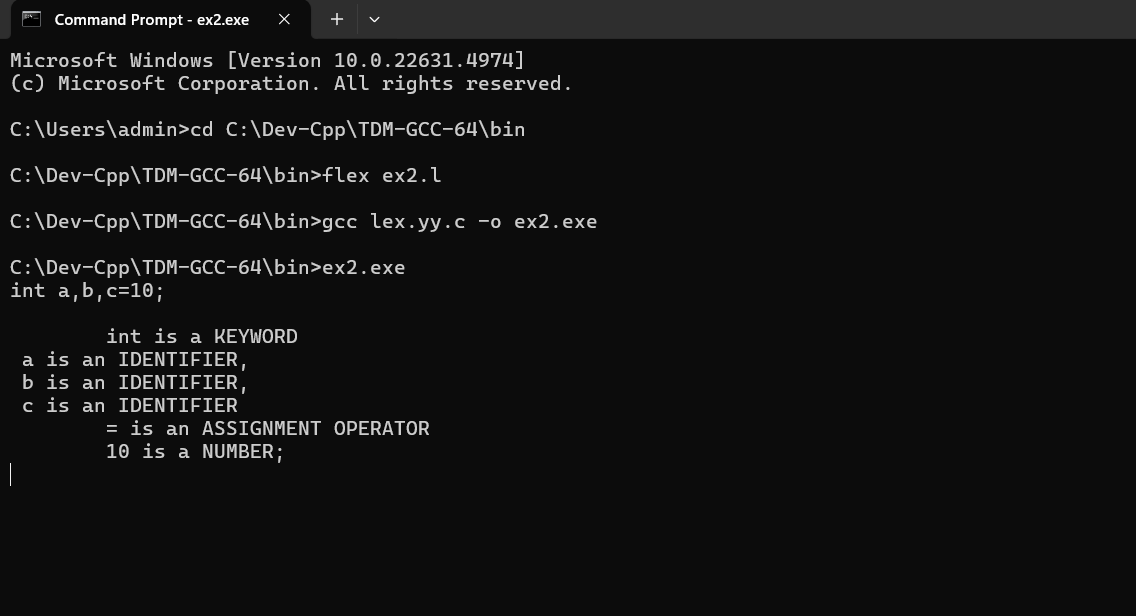 Command Prompt - ex2.exe
Microsoft Windows [Version 10.0.22631.4974]
(c) Microsoft Corporation. All rights reserved.
C:\Users\admin>cd C:\Dev-Cpp\TDM-GCC-64\bin
C:\Dev-Cpp\TDM-GCC-64\bin>flex ex2.l
C:\Dev-Cpp\TDM-GCC-64\bin>gcc lex.yy.c -o ex2.exe
C:\Dev-Cpp\TDM-GCC-64\bin>ex2.exe
int a,b,c=10;
int is a KEYWORD
a is an IDENTIFIER,
b is an IDENTIFIER,
c is an IDENTIFIER
= is an ASSIGNMENT OPERATOR
10 is a NUMBER;